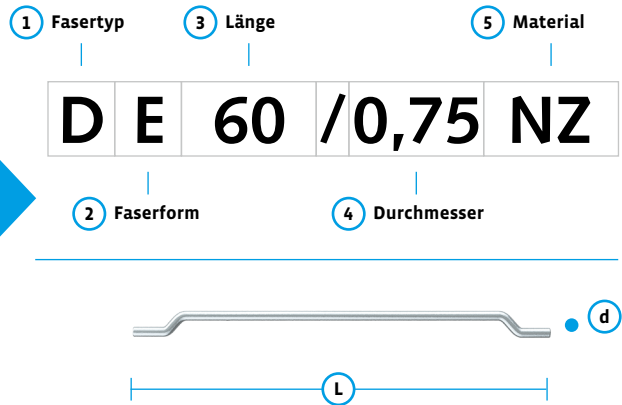 1 Fasertyp 3 Länge 5 Material
D E 60 /0,75 NZ
2 Faserform 4 Durchmesser
d
L